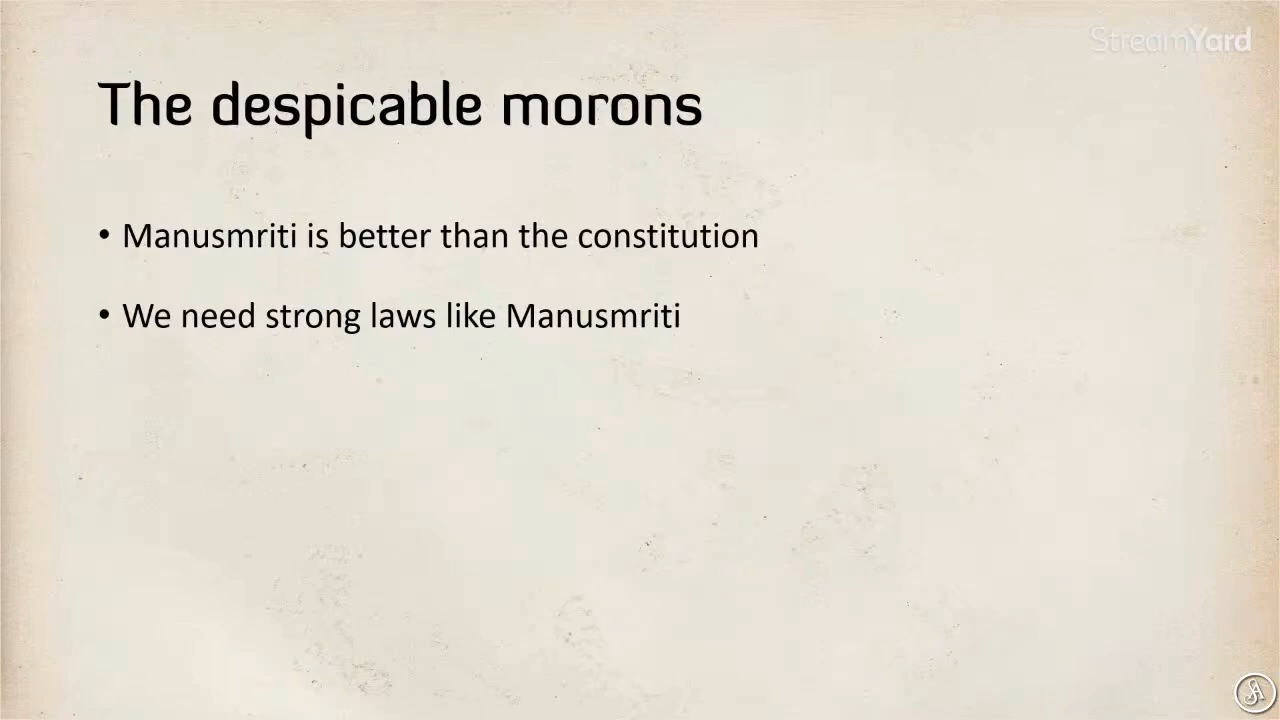 StreamYard
The despicable morons
• Manusmriti is better than the constitution
• We need strong laws like Manusmriti